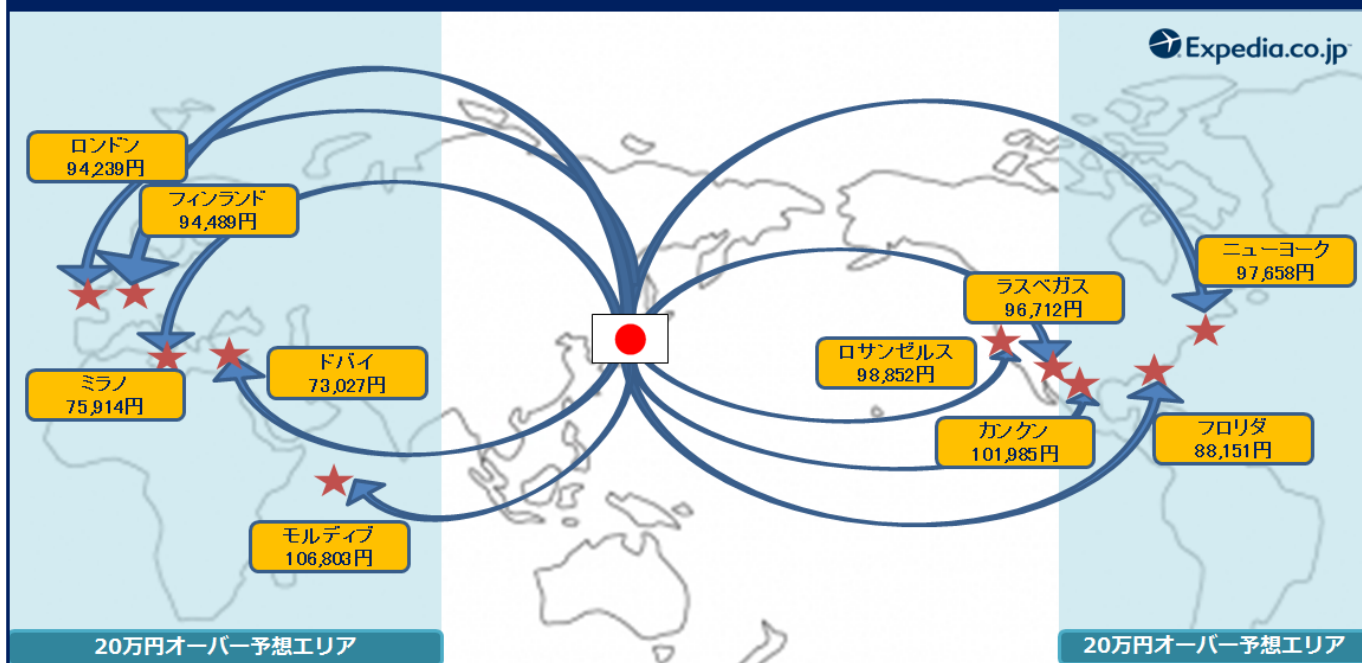 Expedia.co.jp
ロンドン
94,239円
フィンランド
94,489円
ミラノ
75,914円
ドバイ
73,027円
モルディブ
106,803円
ニューヨーク
97,658円
ラスベガス
96,712円
ロサンゼルス
98,852円
カンクン
101,985円
フロリダ
88,151円
20万円オーバー予想エリア
20万円オーバー予想エリア